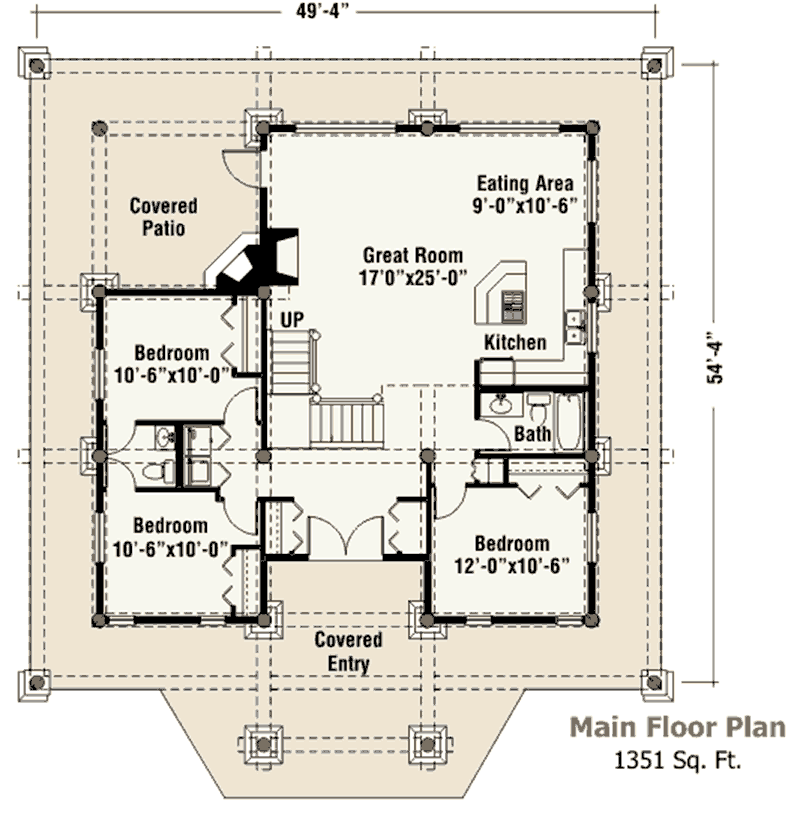 49'-4"
Eating Area
9'-0"x10'-6"
Covered
Patio
Great Room
17'0"x25'-0"
UP
Kitchen
54'-4"
Bedroom
10'-6"x10'-0"
Bath
Bedroom
10'-6"x10'-0"
Bedroom
12'-0"x10'-6"
Covered
Entry
Main Floor Plan
1351 Sq. Ft.